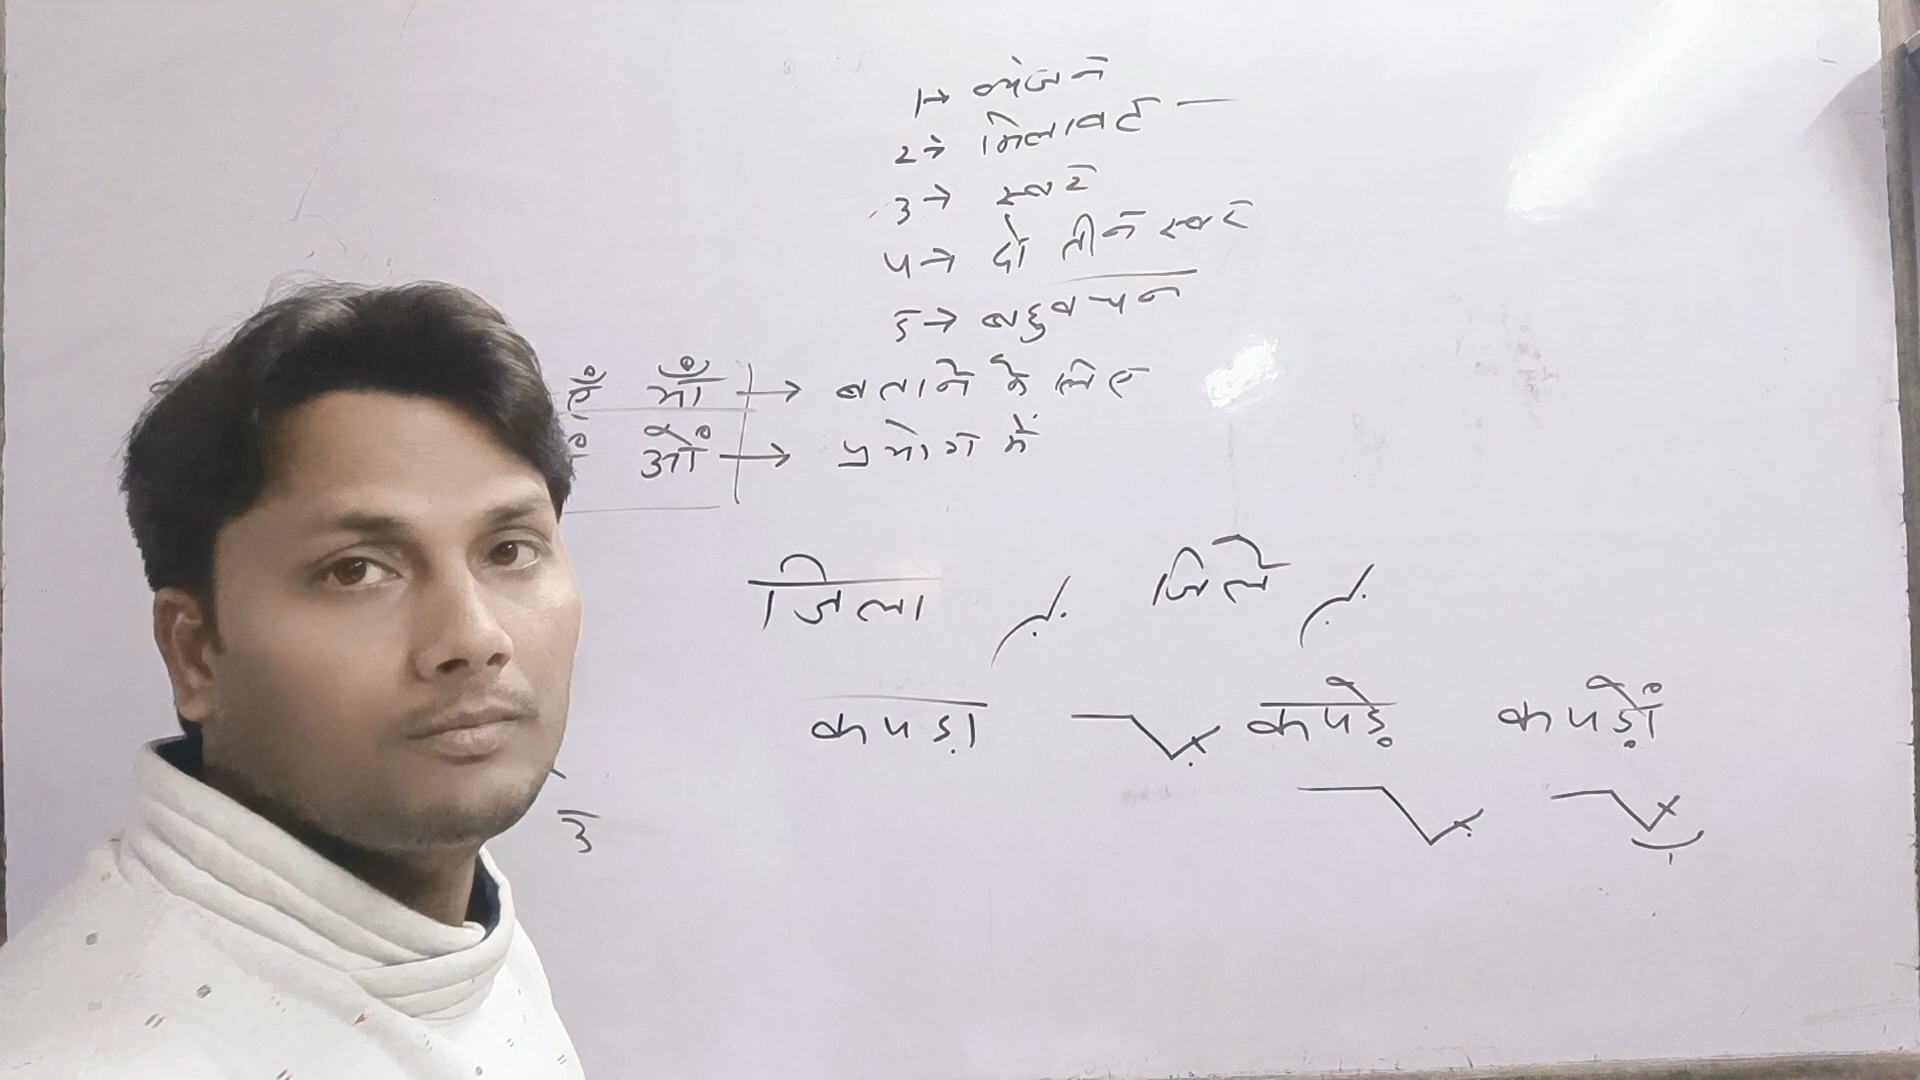 1→ व्यंजन
2→ मिलावट —
3→ स्वर
4→ दो तीन स्वर
5→ बहुवचन
एँ याँ → बताने के लिए
ओं → प्रयोग में
जिला जिले
कपड़ा कपड़े कपड़ों